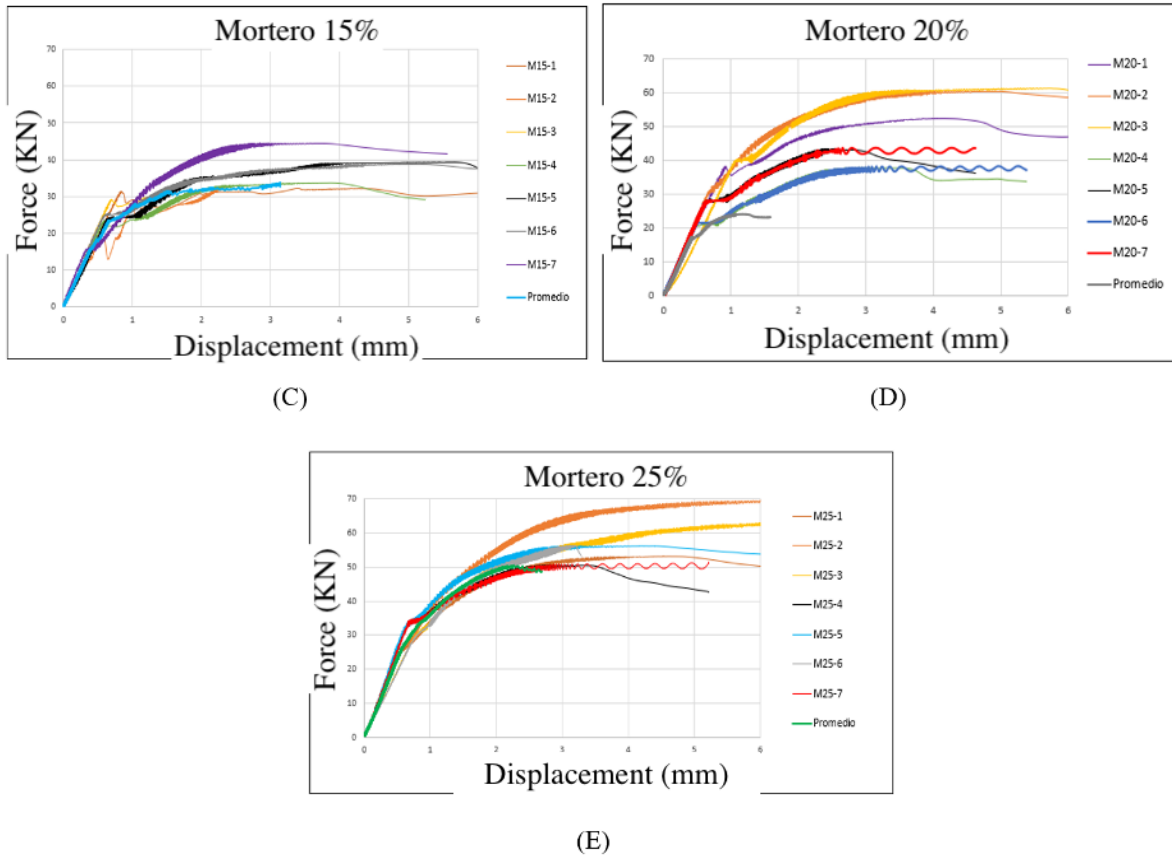 Mortero 15%
Force (KN)
70
60
50
40
30
20
10
0
0 1 2 3 4 5 6
Displacement (mm)
M15-1
M15-2
M15-3
M15-4
M15-5
M15-6
M15-7
Promedio
(C)
Mortero 20%
Force (KN)
70
60
50
40
30
20
10
0
0 1 2 3 4 5 6
Displacement (mm)
M20-1
M20-2
M20-3
M20-4
M20-5
M20-6
M20-7
Promedio
(D)
Mortero 25%
Force (KN)
70
60
50
40
30
20
10
0
0 1 2 3 4 5 6
Displacement (mm)
M25-1
M25-2
M25-3
M25-4
M25-5
M25-6
M25-7
Promedio
(E)